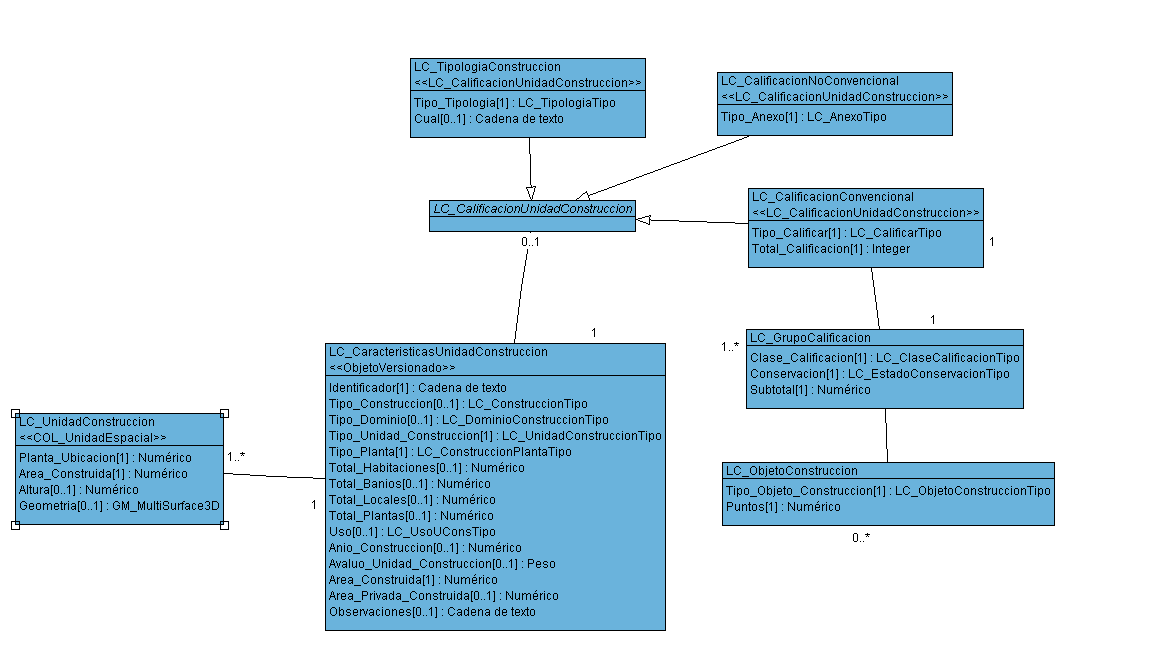 LC_TipologiaConstruccion
<<LC_CalificacionUnidadConstruccion>>
Tipo_Tipologia[1] : LC_TipologiaTipo
Cual[0..1] : Cadena de texto
LC_CalificacionNoConvencional
<<LC_CalificacionUnidadConstruccion>>
Tipo_Anexo[1] : LC_AnexoTipo
LC_CalificacionUnidadConstruccion
0..1
LC_CalificacionConvencional
<<LC_CalificacionUnidadConstruccion>>
Tipo_Calificar[1] : LC_CalificarTipo
Total_Calificacion[1] : Integer
1
1
LC_CaracteristicasUnidadConstruccion
<<ObjetoVersionado>>
Identificador[1] : Cadena de texto
Tipo_Construccion[0..1] : LC_ConstruccionTipo
Tipo_Dominio[0..1] : LC_DominioConstruccionTipo
Tipo_Unidad_Construccion[1] : LC_UnidadConstruccionTipo
Tipo_Planta[1] : LC_ConstruccionPlantaTipo
Total_Habitaciones[0..1] : Numérico
Total_Banios[0..1] : Numérico
Total_Locales[0..1] : Numérico
Total_Plantas[0..1] : Numérico
Uso[0..1] : LC_UsoUConsTipo
Anio_Construccion[0..1] : Numérico
Avaluo_Unidad_Construccion[0..1] : Peso
Area_Construida[1] : Numérico
Area_Privada_Construida[0..1] : Numérico
Observaciones[0..1] : Cadena de texto
1
1..*
LC_GrupoCalificacion
Clase_Calificacion[1] : LC_ClaseCalificacionTipo
Conservacion[1] : LC_EstadoConservacionTipo
Subtotal[1] : Numérico
LC_UnidadConstruccion
<<COL_UnidadEspacial>>
Planta_Ubicacion[1] : Numérico
Area_Construida[1] : Numérico
Altura[0..1] : Numérico
Geometria[0..1] : GM_MultiSurface3D
1..*
1
LC_ObjetoConstruccion
Tipo_Objeto_Construccion[1] : LC_ObjetoConstruccionTipo
Puntos[1] : Numérico
0..*